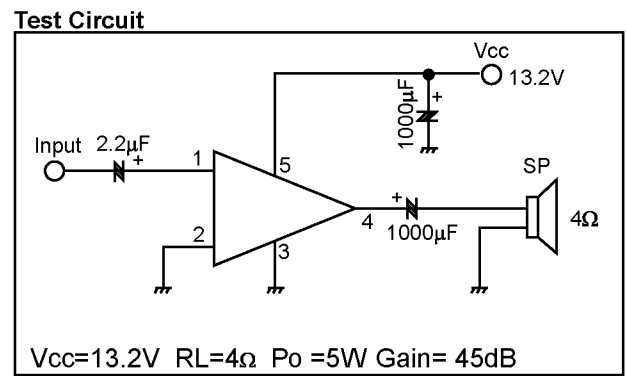 Test Circuit
Vcc
13.2V
1000µF
+
Input
2.2µF
+
1
5
SP
+
4
1000µF
4Ω
2
3
Vcc=13.2V RL=4Ω Po =5W Gain= 45dB